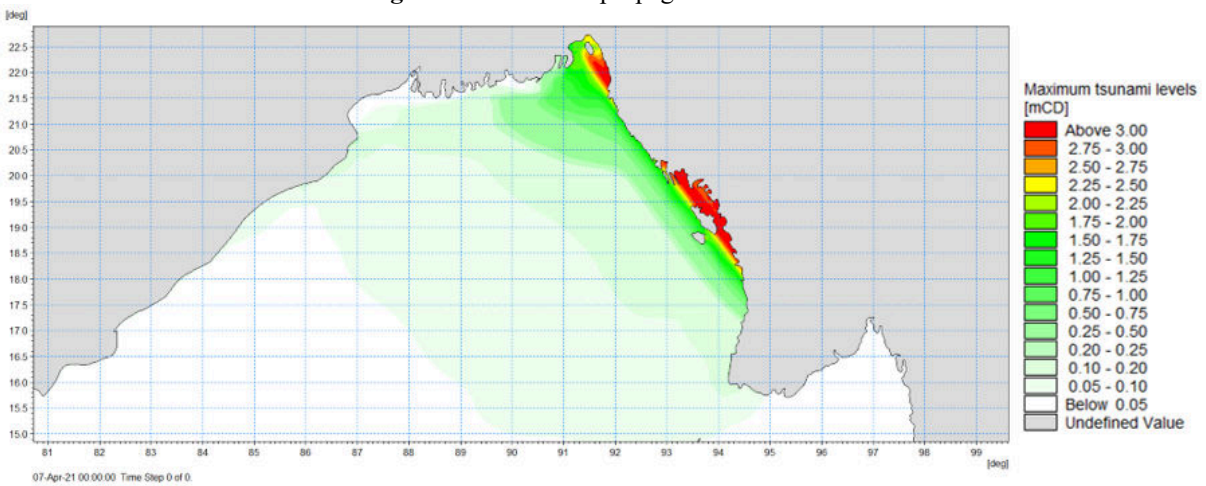 [deg]
22.5
22.0
21.5
21.0
20.5
20.0
19.5
19.0
18.5
18.0
17.5
17.0
16.5
16.0
15.5
15.0
81 82 83 84 85 86 87 88 89 90 91 92 93 94 95 96 97 98 99
[deg]
07-Apr-21 00:00:00 Time Step 0 of 0.
Maximum tsunami levels
[mCD]
Above 3.00
2.75 - 3.00
2.50 - 2.75
2.25 - 2.50
2.00 - 2.25
1.75 - 2.00
1.50 - 1.75
1.25 - 1.50
1.00 - 1.25
0.75 - 1.00
0.50 - 0.75
0.25 - 0.50
0.20 - 0.25
0.10 - 0.20
0.05 - 0.10
Below 0.05
Undefined Value